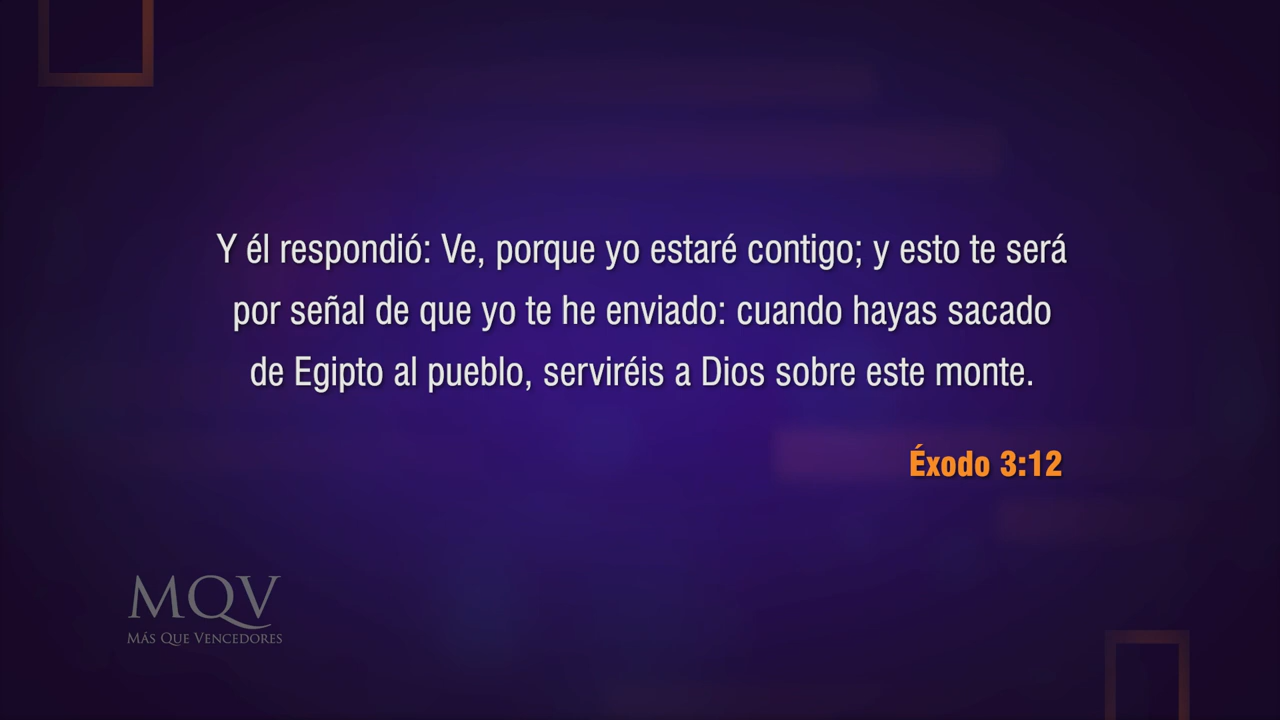 Y él respondió: Ve, porque yo estaré contigo; y esto te será
por señal de que yo te he enviado: cuando hayas sacado
de Egipto al pueblo, serviréis a Dios sobre este monte.
Éxodo 3:12
MQV
MÁS QUE VENCEDORES